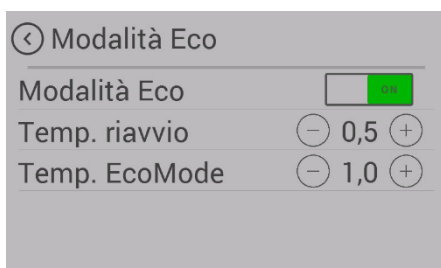 Modalità Eco
Modalità Eco ON
Temp. riavvio - 0,5 +
Temp. EcoMode - 1,0 +